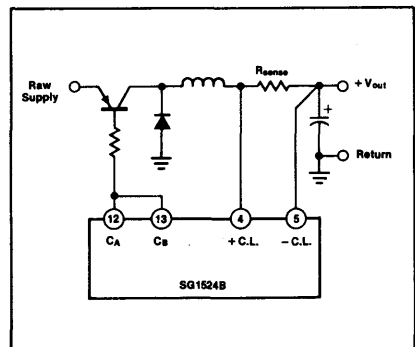 Rsense
Raw
Supply
+ Vout
+
Return
12
13
4
5
CA
CB
+ C.L.
− C.L.
SG1524B